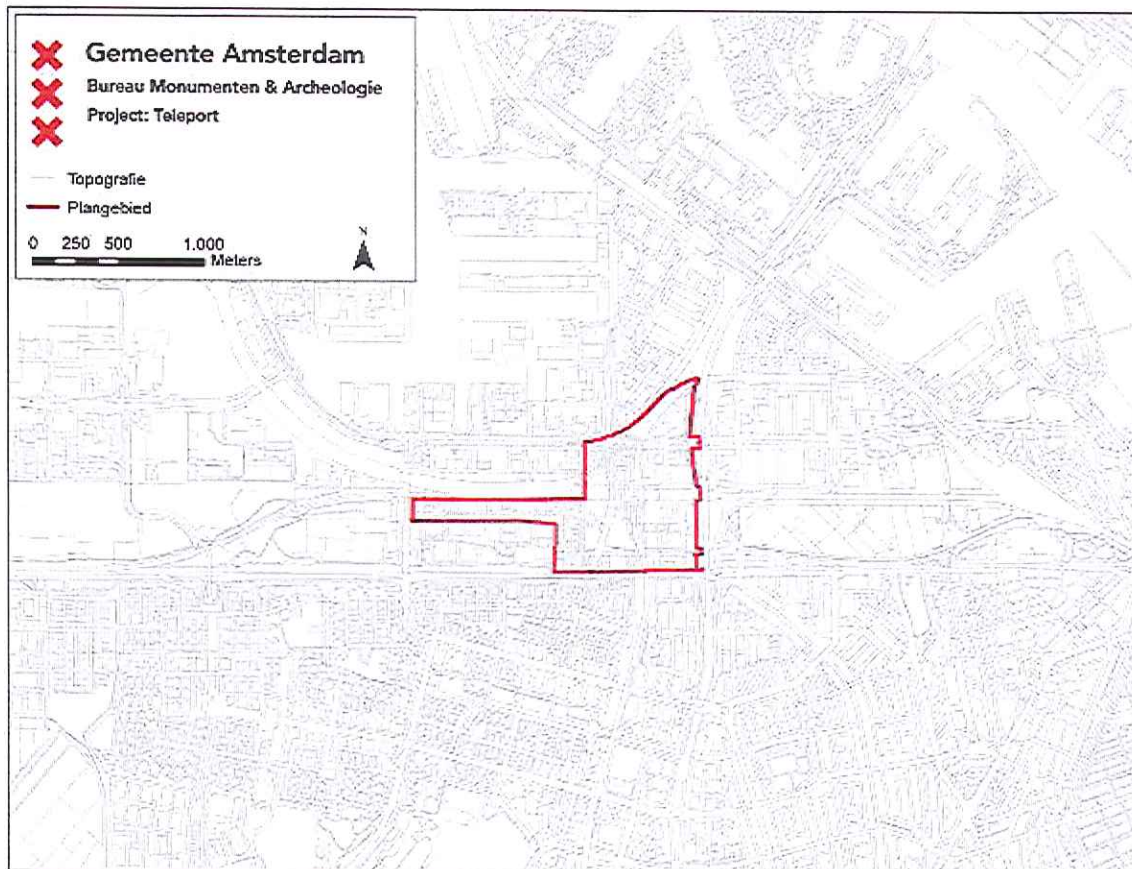 Gemeente Amsterdam
Bureau Monumenten & Archeologie
Project: Teleport
Topografie
Plangebied
0 250 500 1.000
Meters
N